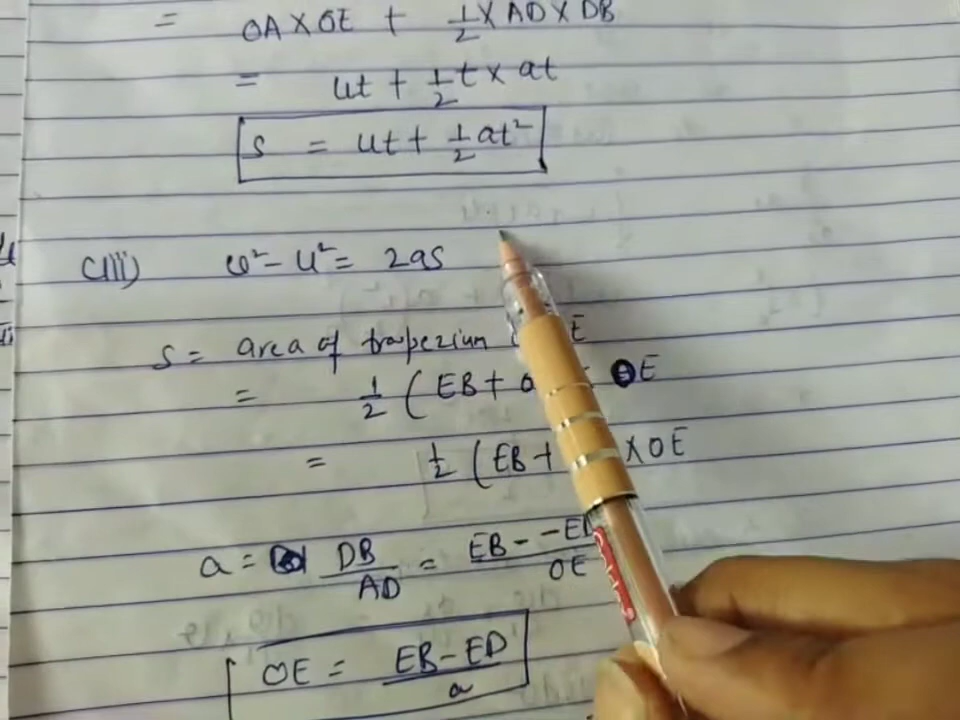 = OA X OE + 1/2 X AD X DB
= ut + 1/2 t x at
S = ut + 1/2 at²
(iii) v² - u² = 2as
S = area of trapezium E
= 1/2 ( EB + OE
= 1/2 ( EB + X OE
a = DB/AD = EB - -ED/OE
OE = EB - ED/a